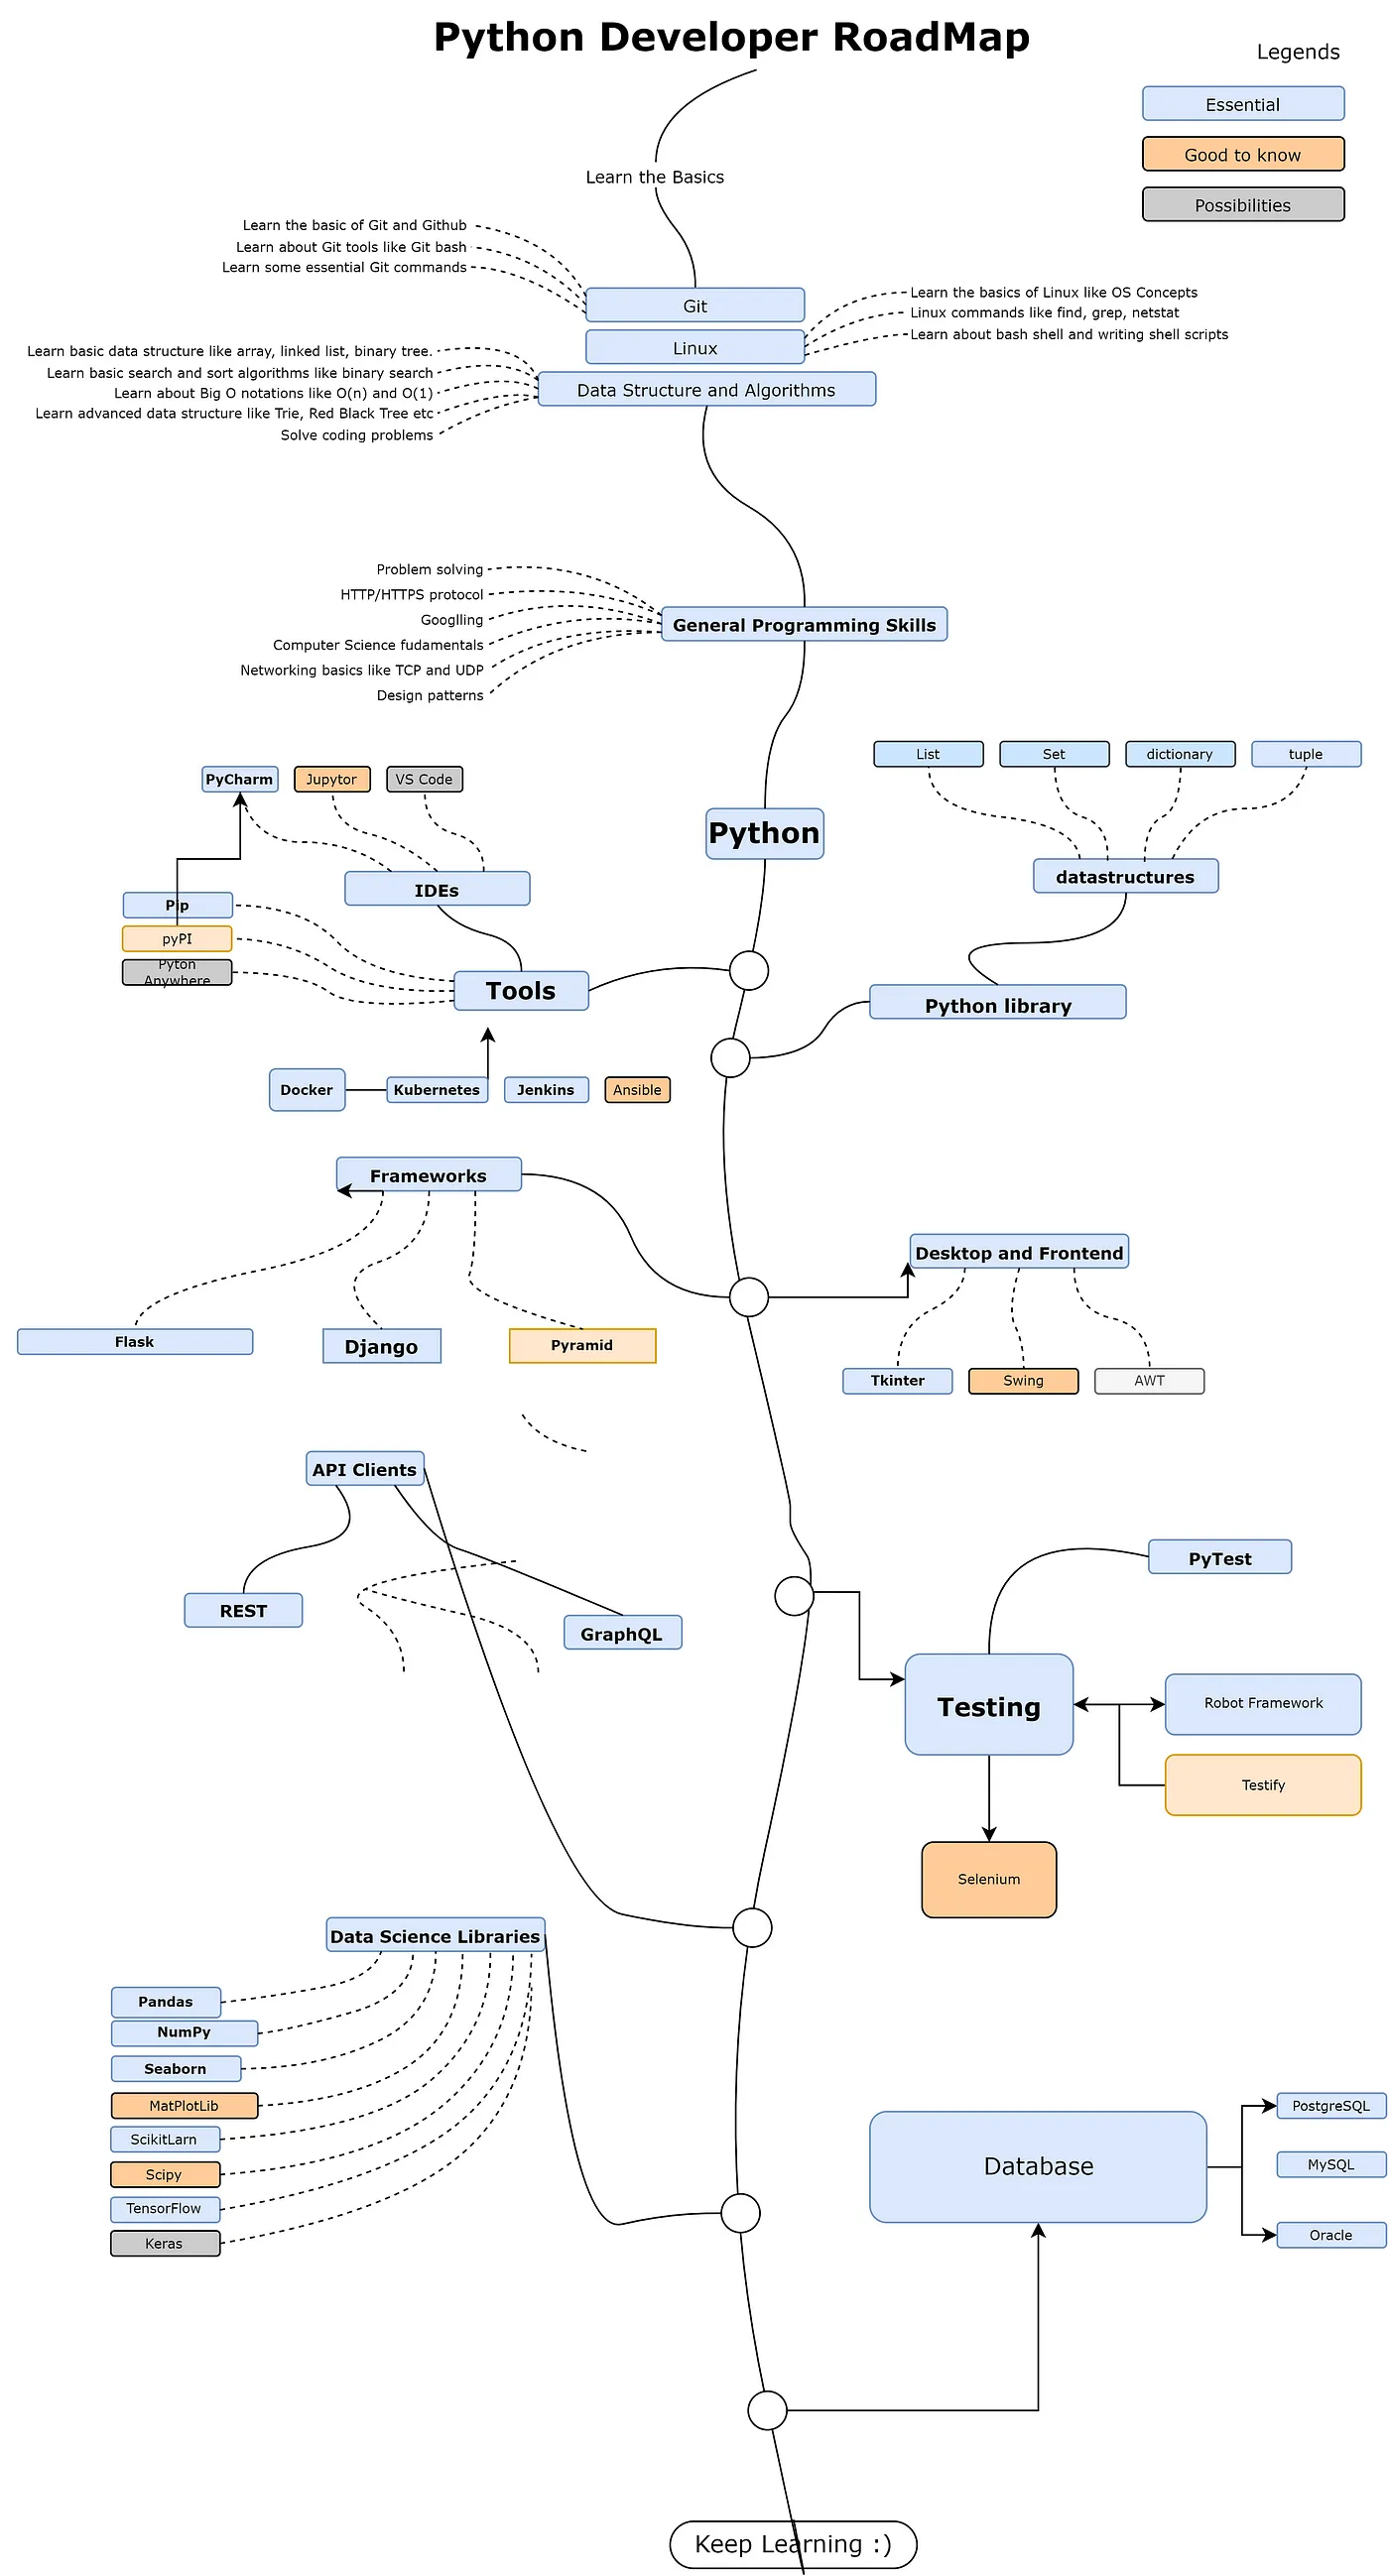 Python Developer RoadMap
Legends
Essential
Good to know
Possibilities
Learn the Basics
Learn the basic of Git and Github
Learn about Git tools like Git bash
Learn some essential Git commands
Git
Learn the basics of Linux like OS Concepts
Linux commands like find, grep, netstat
Learn about bash shell and writing shell scripts
Linux
Learn basic data structure like array, linked list, binary tree.
Learn basic search and sort algorithms like binary search
Learn about Big O notations like O(n) and O(1)
Learn advanced data structure like Trie, Red Black Tree etc
Solve coding problems
Data Structure and Algorithms
Problem solving
HTTP/HTTPS protocol
Googlling
Computer Science fudamentals
Networking basics like TCP and UDP
Design patterns
General Programming Skills
List
Set
dictionary
tuple
PyCharm
Jupytor
VS Code
Python
datastructures
IDEs
Pip
pyPI
Pyton
Anywhere
Tools
Python library
Docker
Kubernetes
Jenkins
Ansible
Frameworks
Desktop and Frontend
Flask
Django
Pyramid
Tkinter
Swing
AWT
API Clients
PyTest
REST
GraphQL
Testing
Robot Framework
Testify
Selenium
Data Science Libraries
Pandas
NumPy
Seaborn
MatPlotLib
ScikitLarn
Scipy
TensorFlow
Keras
Database
PostgreSQL
MySQL
Oracle
Keep Learning :)